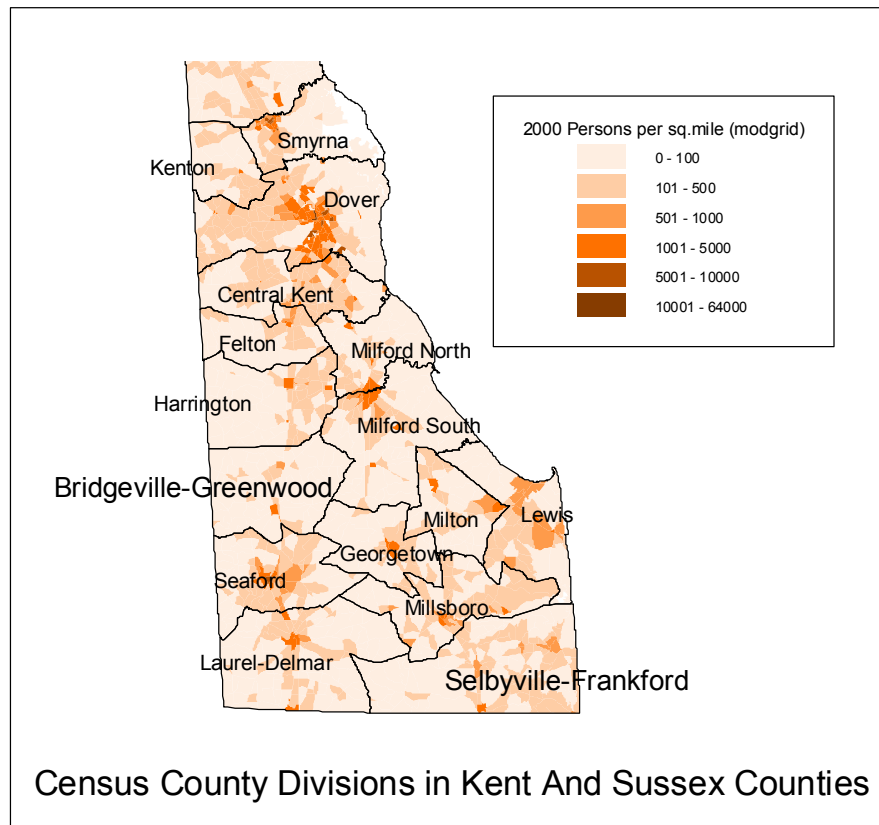 2000 Persons per sq.mile (modgrid)
0 - 100
101 - 500
501 - 1000
1001 - 5000
5001 - 10000
10001 - 64000
Smyrna
Kenton
Dover
Central Kent
Felton
Milford North
Harrington
Milford South
Bridgeville-Greenwood
Milton
Lewis
Georgetown
Seaford
Millsboro
Laurel-Delmar
Selbyville-Frankford
Census County Divisions in Kent And Sussex Counties